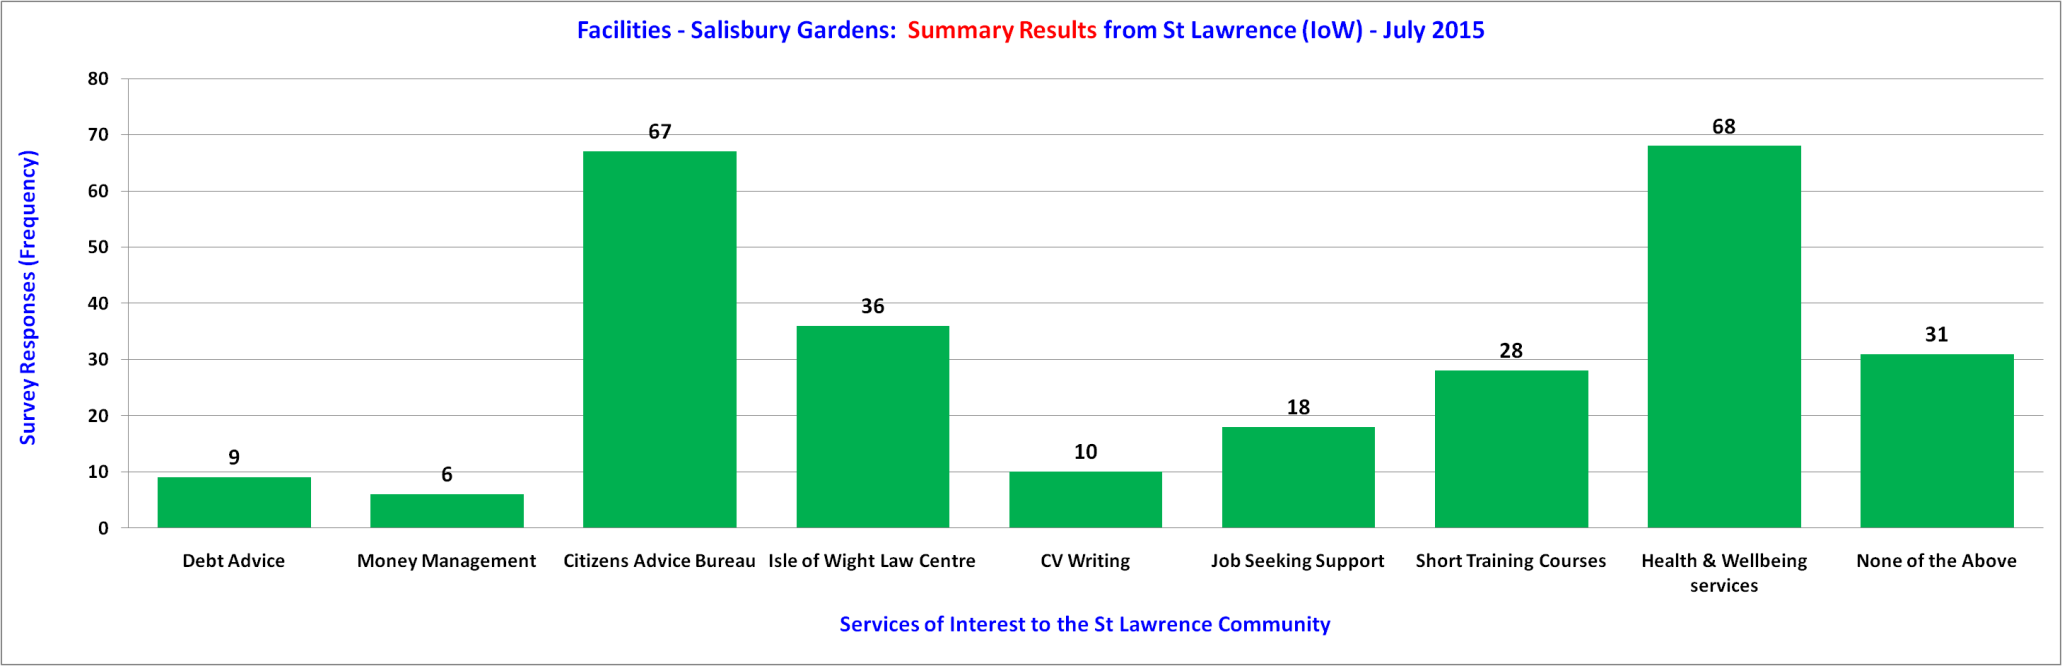 Facilities - Salisbury Gardens: Summary Results from St Lawrence (IoW) - July 2015
Survey Responses (Frequency)
80
70
60
50
40
30
20
10
0
9
6
67
36
10
18
28
68
31
Debt Advice
Money Management
Citizens Advice Bureau
Isle of Wight Law Centre
CV Writing
Job Seeking Support
Short Training Courses
Health & Wellbeing
services
None of the Above
Services of Interest to the St Lawrence Community